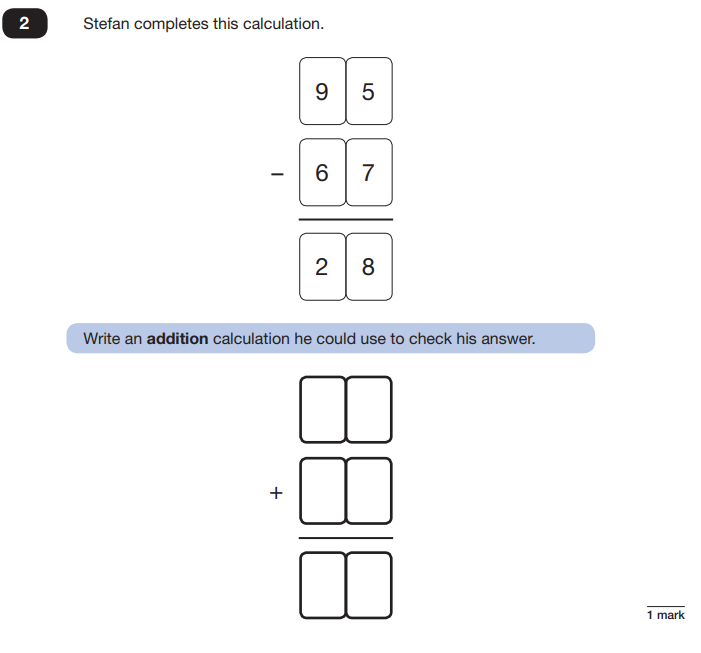 2 Stefan completes this calculation.
9 5
– 6 7
2 8
Write an addition calculation he could use to check his answer.
+
1 mark